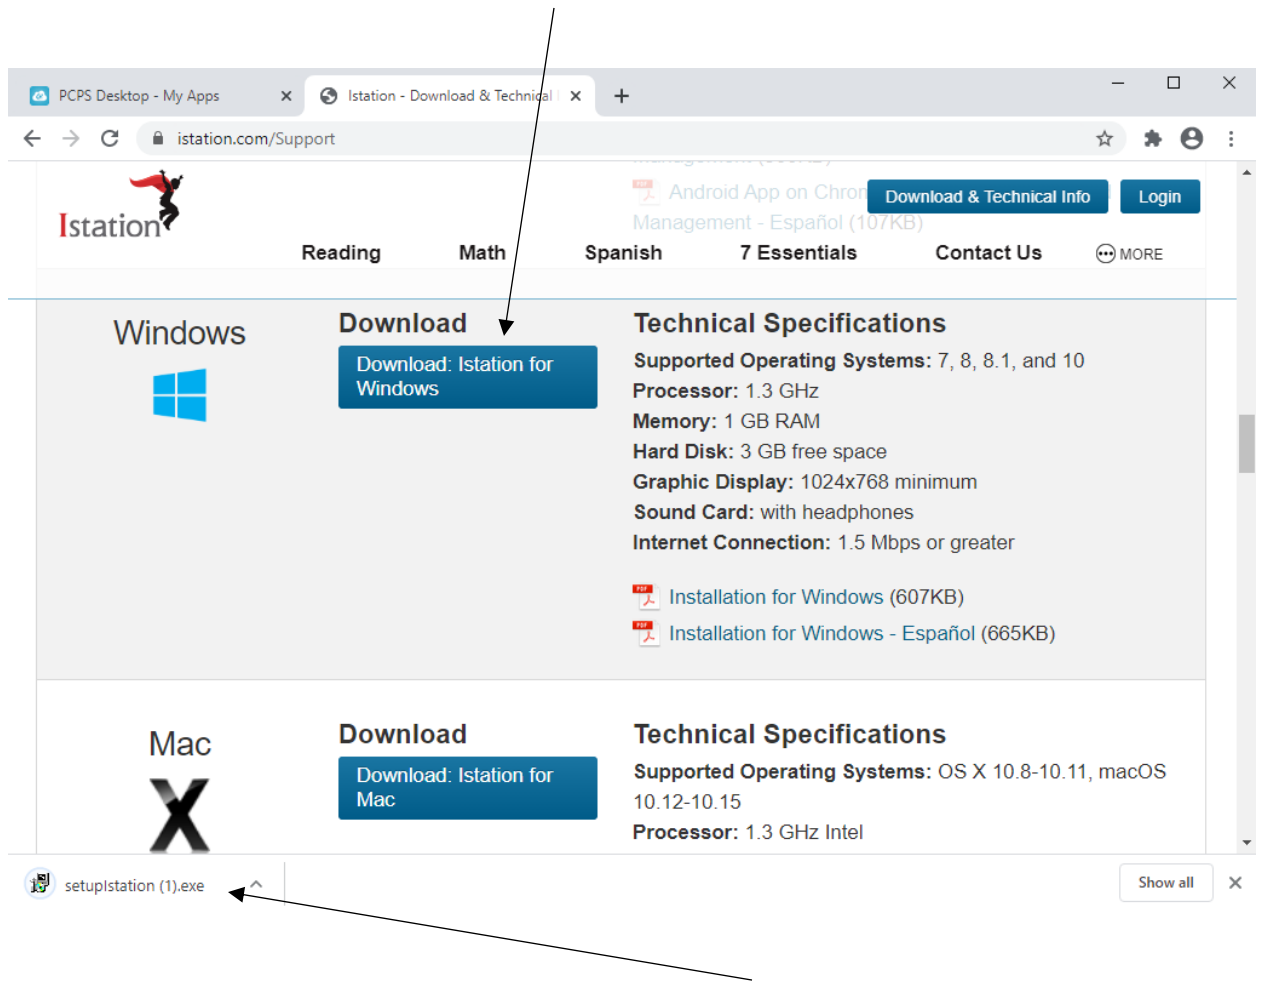 PCPS Desktop - My Apps
Istation - Download & Technical
istation.com/Support
Android App on Chron
Management - Español (107KB)
Download & Technical Info
Login
Istation
Reading
Math
Spanish
7 Essentials
Contact Us
MORE
Windows
Download
Download: Istation for
Windows
Technical Specifications
Supported Operating Systems: 7, 8, 8.1, and 10
Processor: 1.3 GHz
Memory: 1 GB RAM
Hard Disk: 3 GB free space
Graphic Display: 1024x768 minimum
Sound Card: with headphones
Internet Connection: 1.5 Mbps or greater
PDF Installation for Windows (607KB)
PDF Installation for Windows - Español (665KB)
Mac
Download
Download: Istation for
Mac
Technical Specifications
Supported Operating Systems: OS X 10.8-10.11, macOS
10.12-10.15
Processor: 1.3 GHz Intel
setupIstation (1).exe
Show all